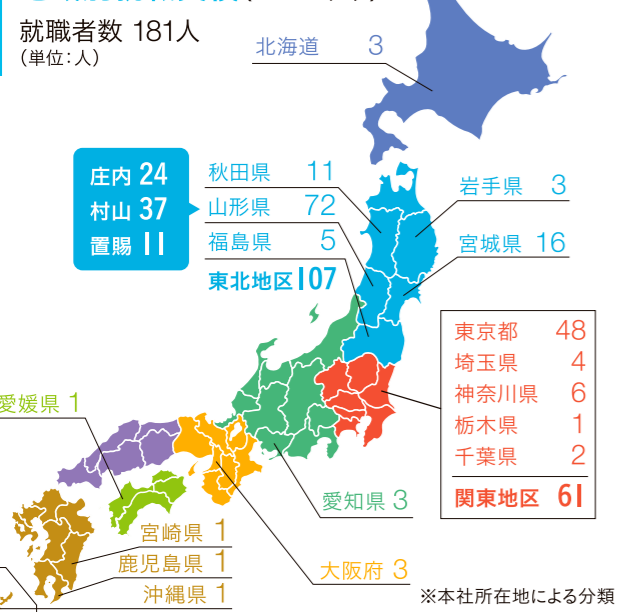 就職者数 181人
(単位:人)
北海道 3
庄内 24
村山 37
置賜 11
秋田県 11
山形県 72
福島県 5
東北地区107
岩手県 3
宮城県 16
東京都 48
埼玉県 4
神奈川県 6
栃木県 1
千葉県 2
関東地区 61
愛媛県 1
愛知県 3
宮崎県 1
鹿児島県 1
沖縄県 1
大阪府 3
※本社所在地による分類